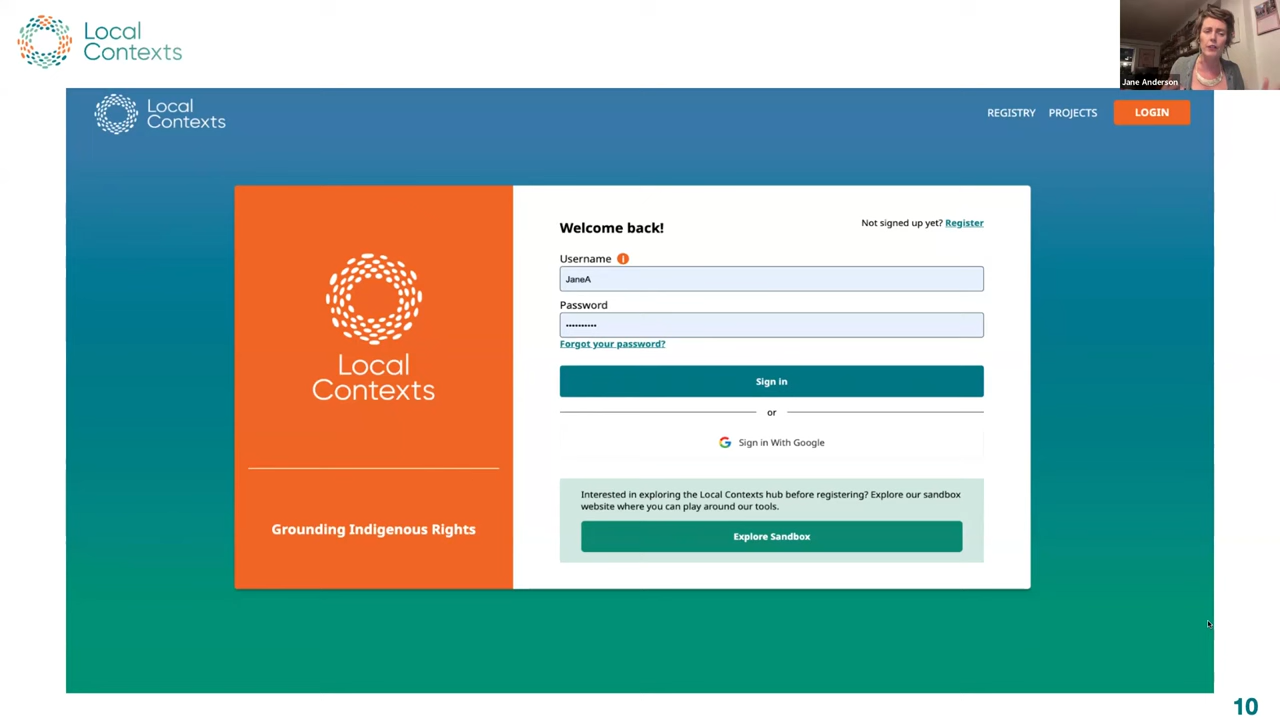 Local
Contexts
Jane Anderson
Local
Contexts
REGISTRY PROJECTS LOGIN
Welcome back!
Not signed up yet? Register
Username
JaneA
Password
••••••••••
Forgot your password?
Sign in
or
Sign in With Google
Interested in exploring the Local Contexts hub before registering? Explore our sandbox
website where you can play around our tools.
Explore Sandbox
Local
Contexts
Grounding Indigenous Rights
10